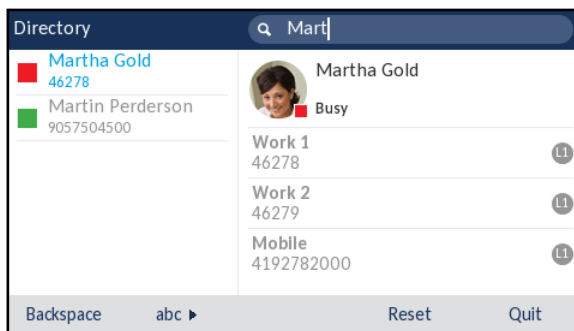 Directory
Mart
Martha Gold
46278
Martin Perderson
9057504500
Martha Gold
Busy
Work 1
46278
L1
Work 2
46279
L1
Mobile
4192782000
L1
Backspace abc Reset Quit